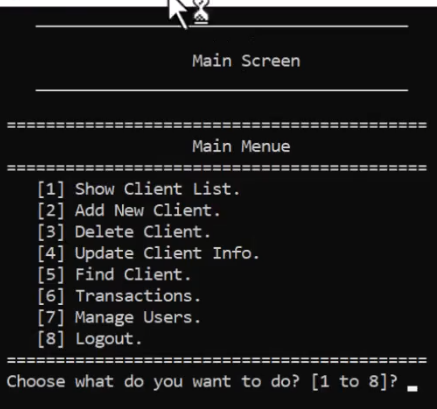 Main Screen
Main Menue
[1] Show Client List.
[2] Add New Client.
[3] Delete Client.
[4] Update Client Info.
[5] Find Client.
[6] Transactions.
[7] Manage Users.
[8] Logout.
Choose what do you want to do? [1 to 8]?